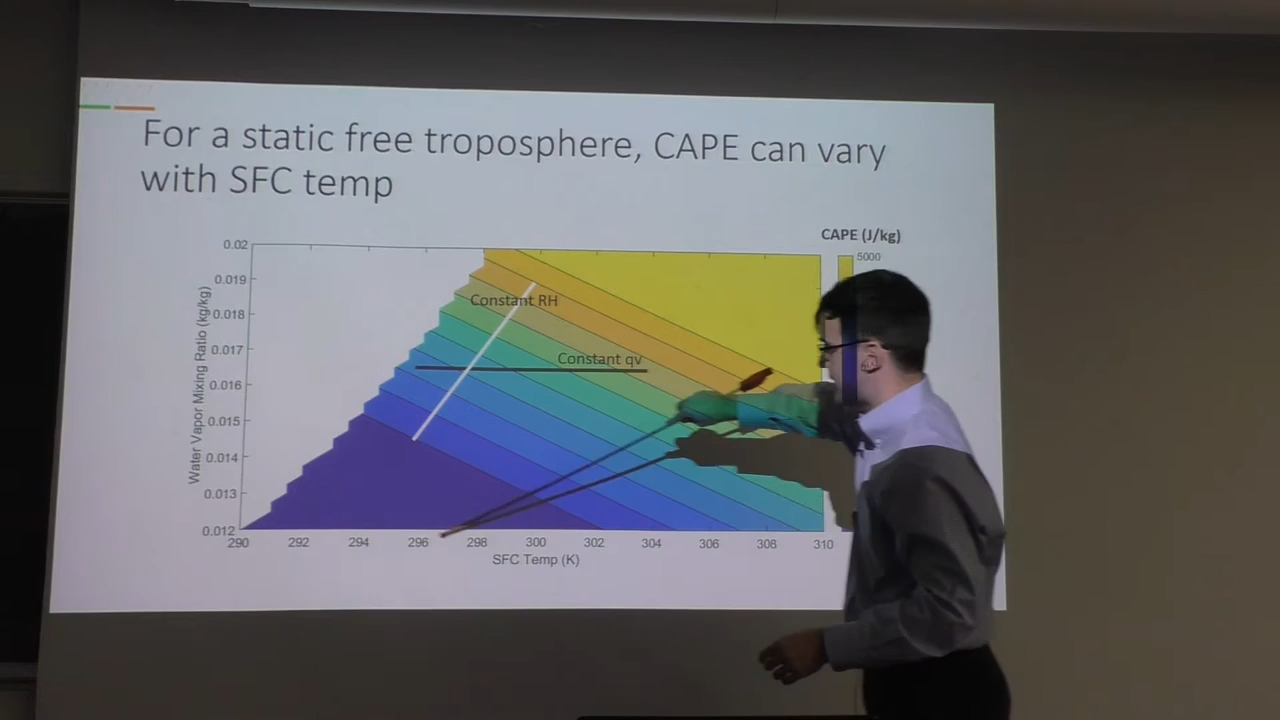 For a static free troposphere, CAPE can vary
with SFC temp
CAPE (J/kg)
5000
0.02
0.019
0.018
0.017
0.016
0.015
0.014
0.013
0.012
Water Vapor Mixing Ratio (kg/kg)
Constant RH
Constant qv
290 292 294 296 298 300 302 304 306 308 310
SFC Temp (K)